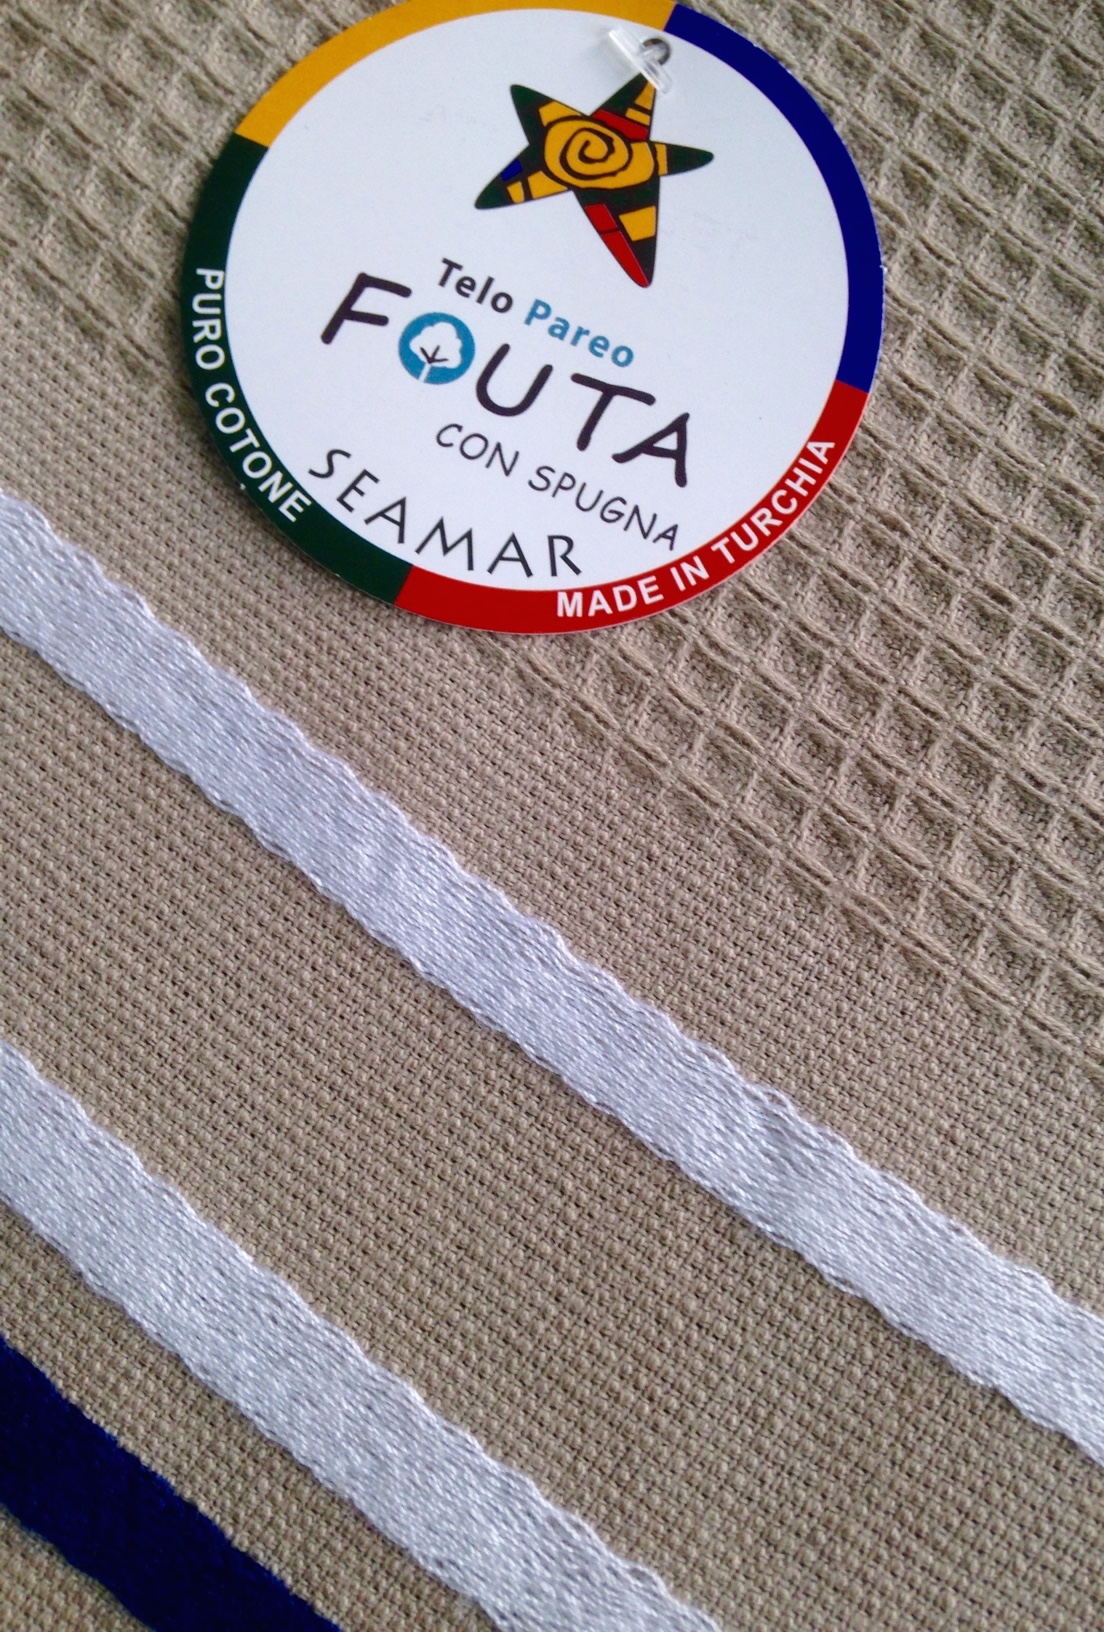 Telo Pareo
FOUTA
CON SPUGNA
SEAMAR
PURO COTONE
MADE IN TURCHIA